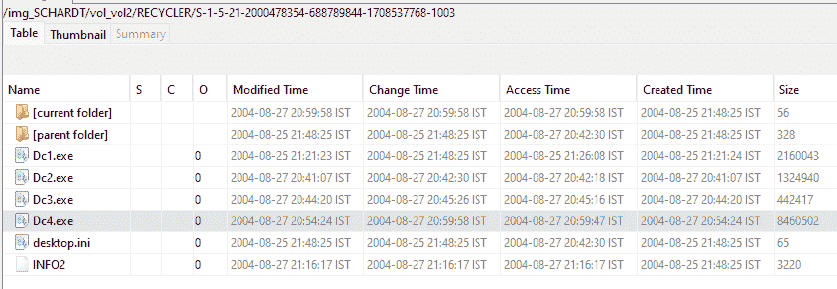 /img_SCHARDT/vol_vol2/RECYCLER/S-1-5-21-2000478354-688789844-1708537768-1003
Table Thumbnail Summary
Name S C O Modified Time Change Time Access Time Created Time Size
[current folder] 2004-08-27 20:59:58 IST 2004-08-27 20:59:58 IST 2004-08-27 20:59:58 IST 2004-08-25 21:48:25 IST 56
[parent folder] 2004-08-25 21:48:25 IST 2004-08-25 21:48:25 IST 2004-08-27 20:42:30 IST 2004-08-25 21:48:25 IST 328
Dc1.exe 0 2004-08-25 21:21:23 IST 2004-08-25 21:48:25 IST 2004-08-25 21:26:08 IST 2004-08-25 21:21:24 IST 2160043
Dc2.exe 0 2004-08-27 20:41:07 IST 2004-08-27 20:42:30 IST 2004-08-27 20:42:18 IST 2004-08-27 20:41:07 IST 1324940
Dc3.exe 0 2004-08-27 20:44:20 IST 2004-08-27 20:45:26 IST 2004-08-27 20:45:16 IST 2004-08-27 20:44:20 IST 442417
Dc4.exe 0 2004-08-27 20:54:24 IST 2004-08-27 20:59:58 IST 2004-08-27 20:59:47 IST 2004-08-27 20:54:24 IST 8460502
desktop.ini 0 2004-08-25 21:48:25 IST 2004-08-25 21:48:25 IST 2004-08-27 20:42:30 IST 2004-08-25 21:48:25 IST 65
INFO2 0 2004-08-27 21:16:17 IST 2004-08-27 21:16:17 IST 2004-08-27 21:16:17 IST 2004-08-25 21:48:25 IST 3220